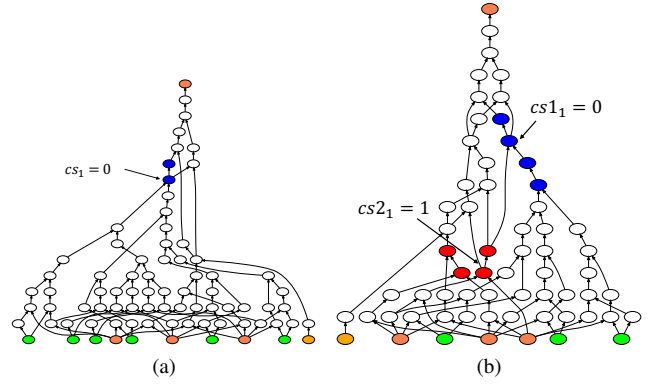 cs1₁ = 0
cs₁ = 0
cs2₁ = 1
(a)
(b)